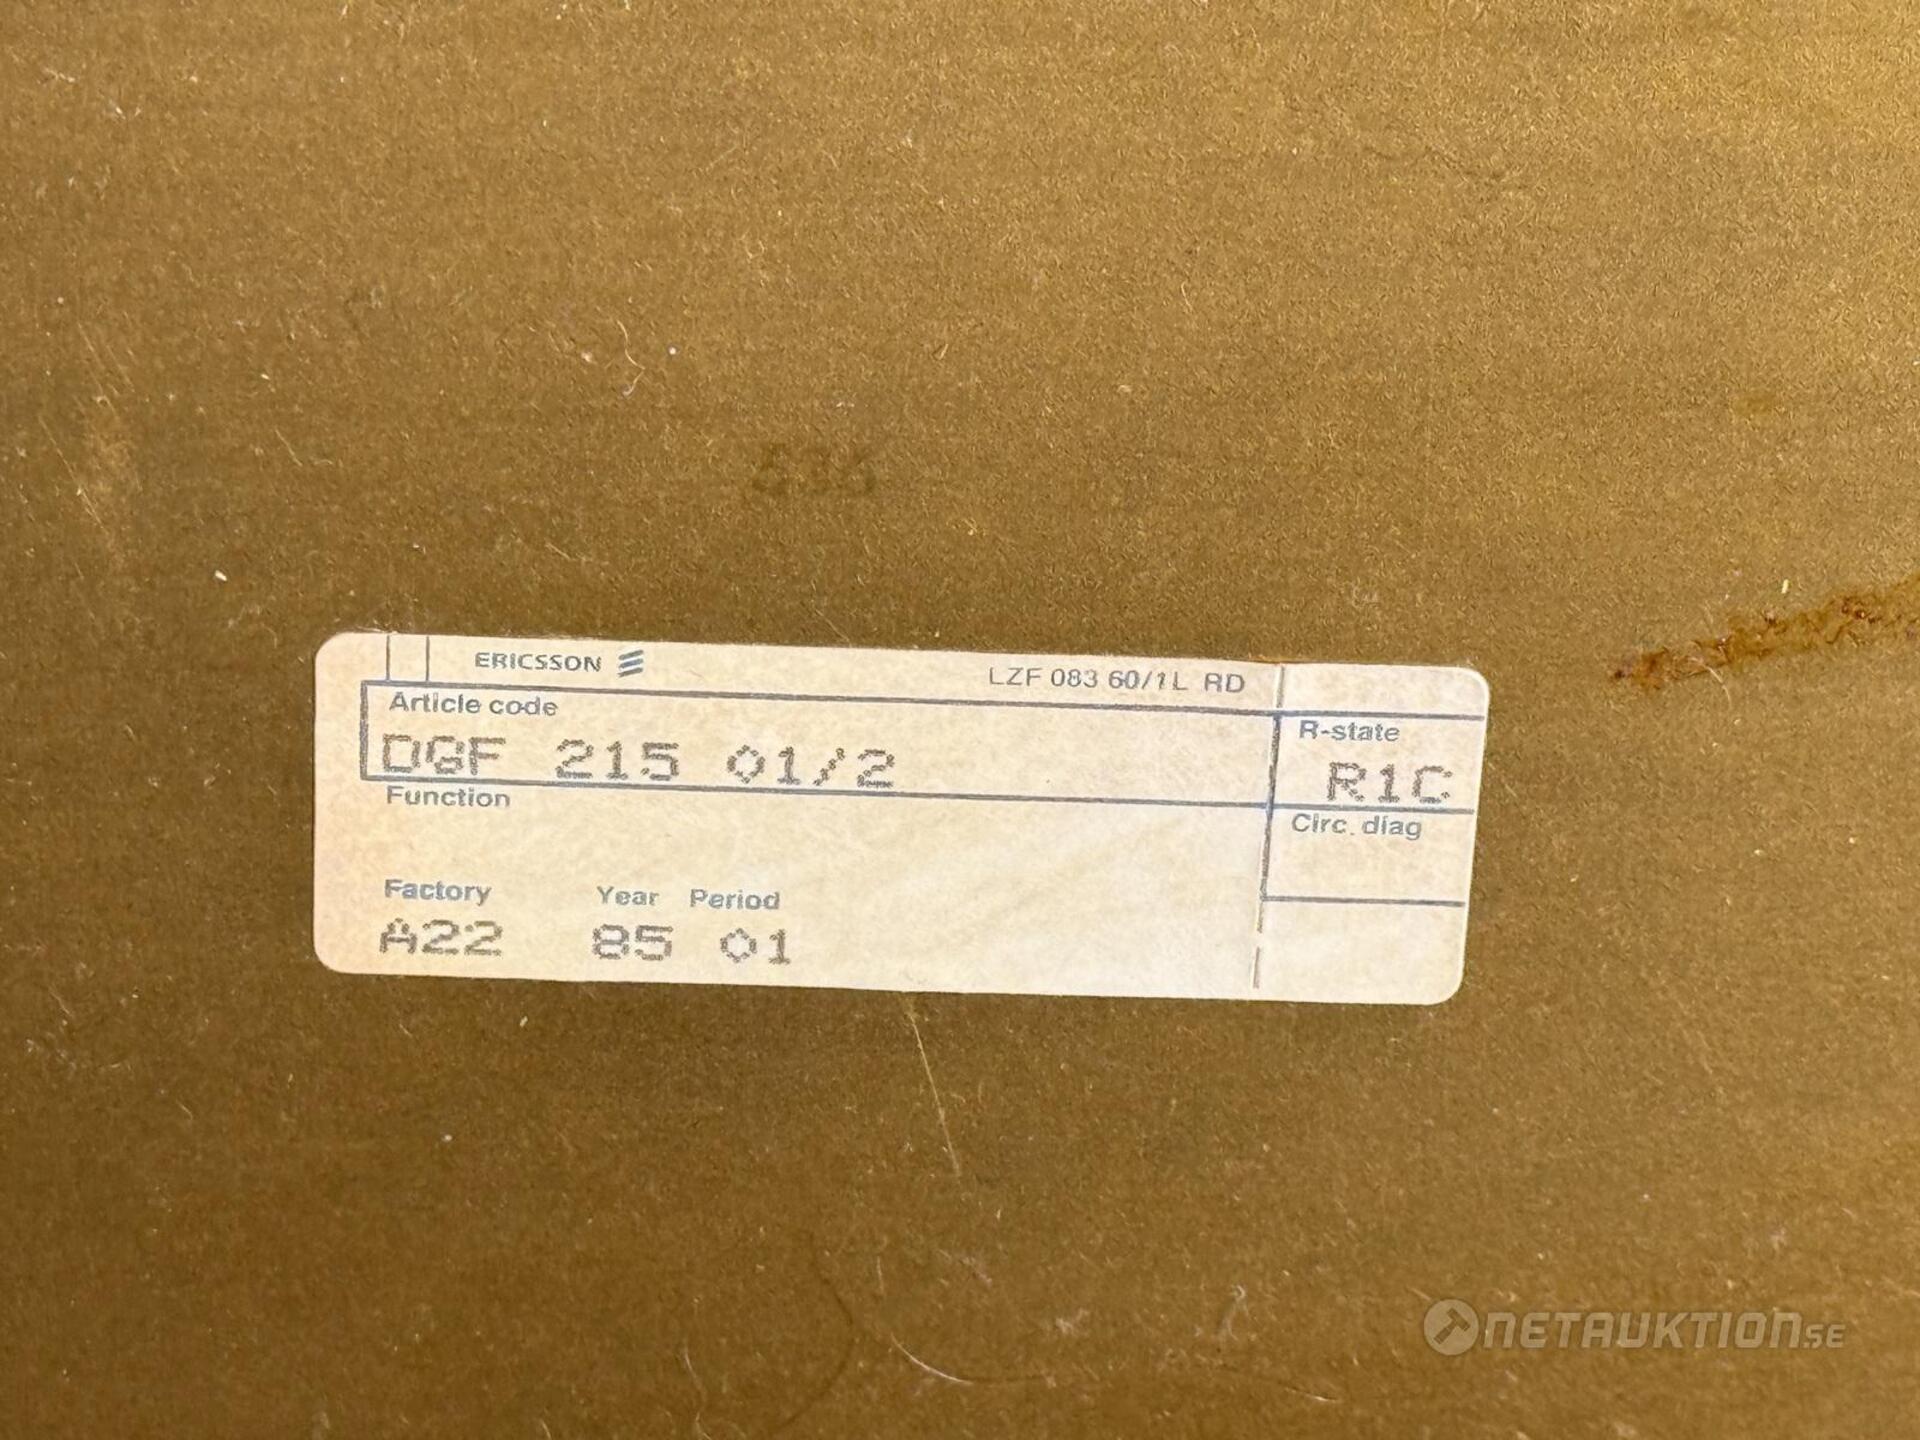 ERICSSON
LZF 083 60/1L RD
Article code
DGF 215 01/2
R-state
R1C
Function
Circ. diag
Factory
Year
Period
A22
85
01
NETAUKTION.SE